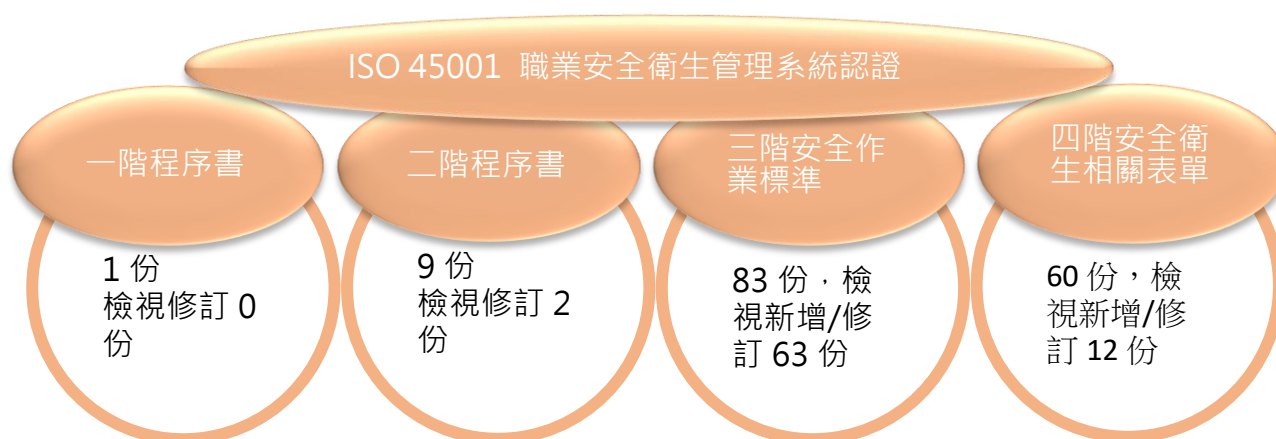 ISO 45001 職業安全衛生管理系統認證
一階程序書
二階程序書
三階安全作
業標準
四階安全衛
生相關表單
1 份
檢視修訂 0
份
9 份
檢視修訂 2
份
83 份，檢
視新增/修
訂 63 份
60 份，檢
視新增/修
訂 12 份